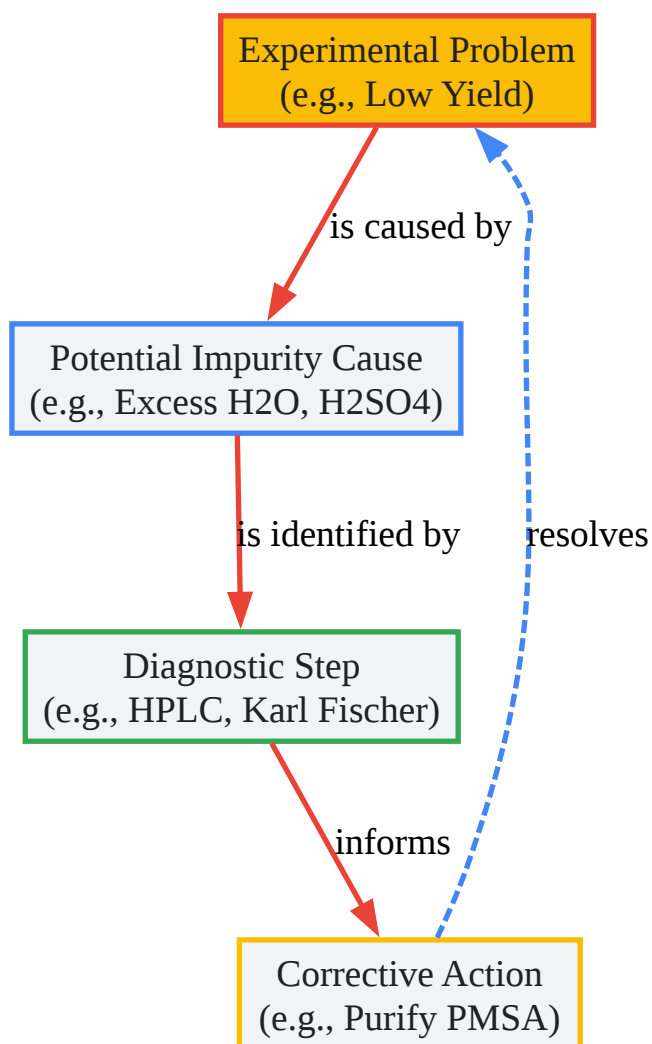 Experimental Problem
(e.g., Low Yield)
is caused by
Potential Impurity Cause
(e.g., Excess H2O, H2SO4)
is identified by
resolves
Diagnostic Step
(e.g., HPLC, Karl Fischer)
informs
Corrective Action
(e.g., Purify PMSA)